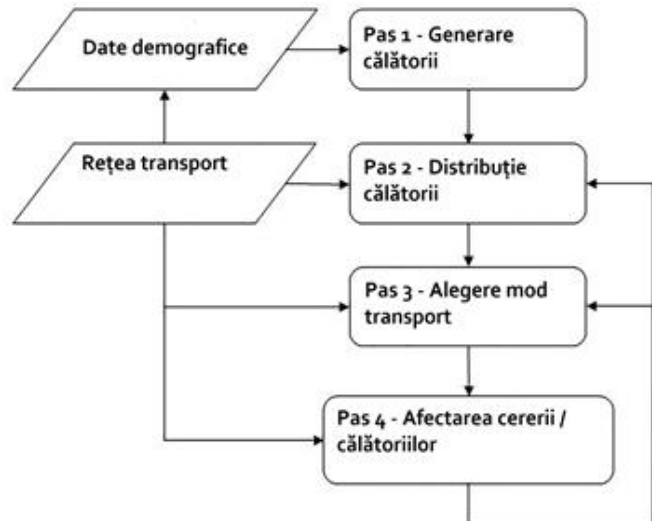 Date demografice
Pas 1 - Generare
călătorii
Rețea transport
Pas 2 - Distribuție
călătorii
Pas 3 - Alegere mod
transport
Pas 4 - Afectarea cererii /
călătoriilor